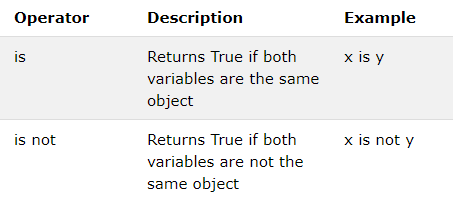 Operator Description Example
is Returns True if both x is y
variables are the same
object
is not Returns True if both x is not y
variables are not the
same object